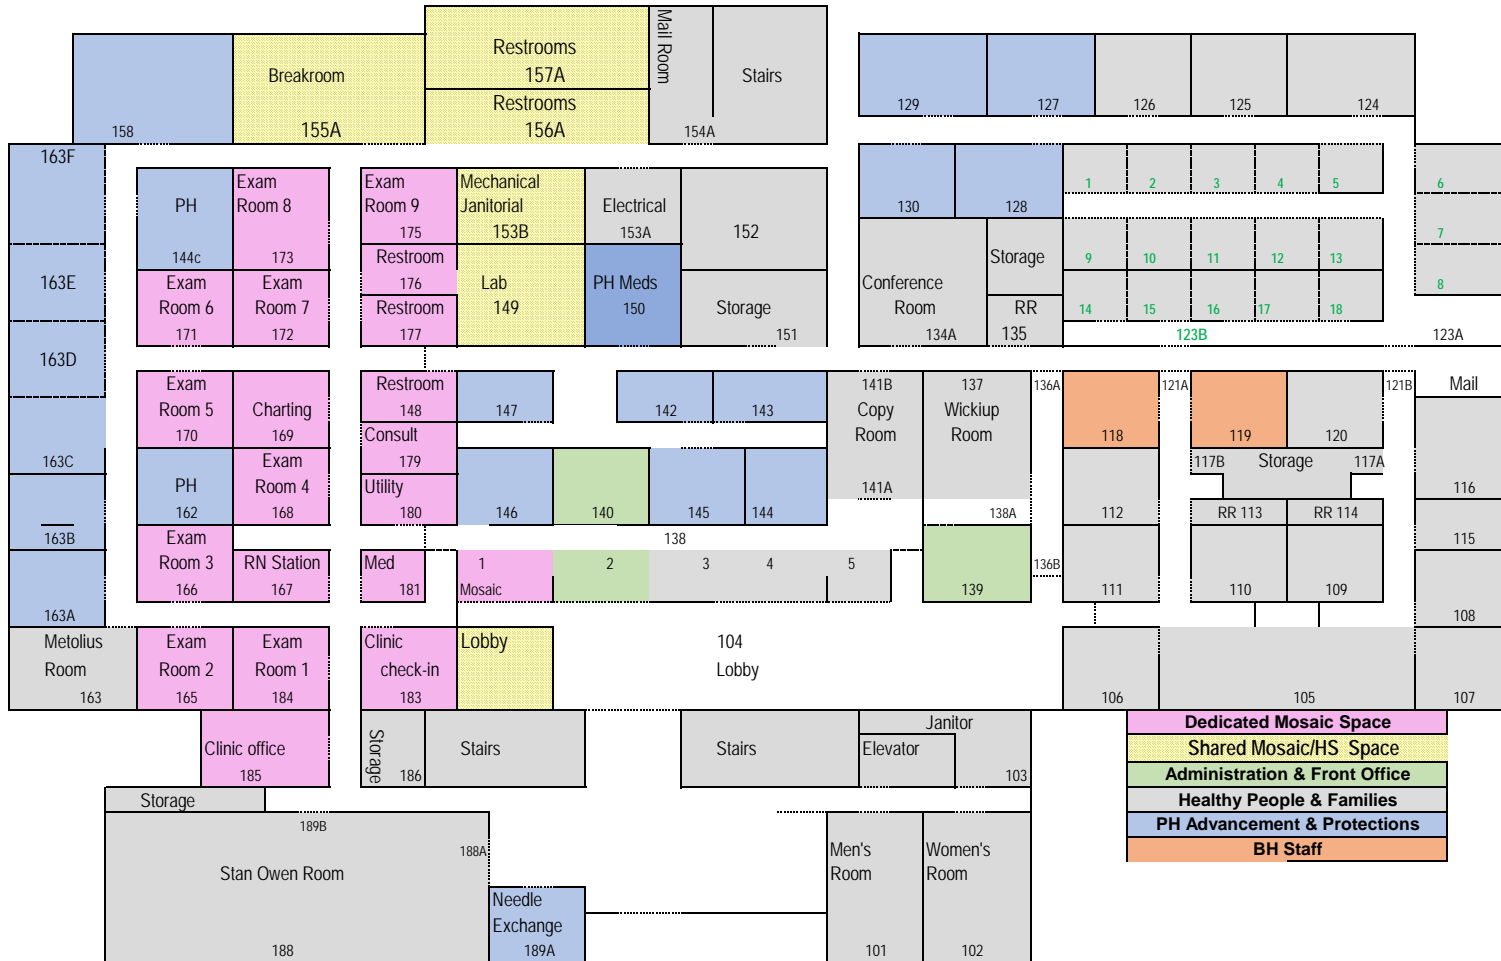 Restrooms
157A
Mail Room
Stairs
154A
Breakroom
155A
Restrooms
156A
158
129
127
126
125
124
163F
PH
144c
Exam
Room 8
173
Exam
Room 9
175
Mechanical
Janitorial
153B
Electrical
153A
152
130
128
1
2
3
4
5
6
7
8
163E
Exam
Room 6
171
Exam
Room 7
172
Restroom
176
Restroom
177
Lab
149
PH Meds
150
Storage
151
Conference
Room
134A
Storage
RR
135
9
10
11
12
13
14
15
16
17
18
123B
123A
163D
163C
Exam
Room 5
170
Charting
169
Restroom
148
147
142
143
141B
Copy
Room
141A
137
Wickiup
Room
136A
118
121A
119
120
121B
Mail
Consult
179
Utility
180
PH
162
Exam
Room 4
168
146
140
145
144
138A
112
117B
Storage
117A
116
163B
Exam
Room 3
166
RN Station
167
Med
181
138
1
Mosaic
2
3
4
5
139
136B
111
RR 113
RR 114
110
109
115
108
163A
Metolius
Room
163
Exam
Room 2
165
Exam
Room 1
184
Clinic
check-in
183
Lobby
104
Lobby
106
105
107
Clinic office
185
Storage
186
Stairs
Stairs
Janitor
Elevator
103
Dedicated Mosaic Space
Shared Mosaic/HS Space
Administration & Front Office
Healthy People & Families
PH Advancement & Protections
BH Staff
Storage
189B
188A
Stan Owen Room
188
Needle
Exchange
189A
Men's
Room
101
Women's
Room
102